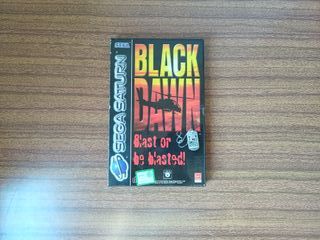 SEGA
SEGA SATURN
BLACK
DAWN
Blast or
be blasted!